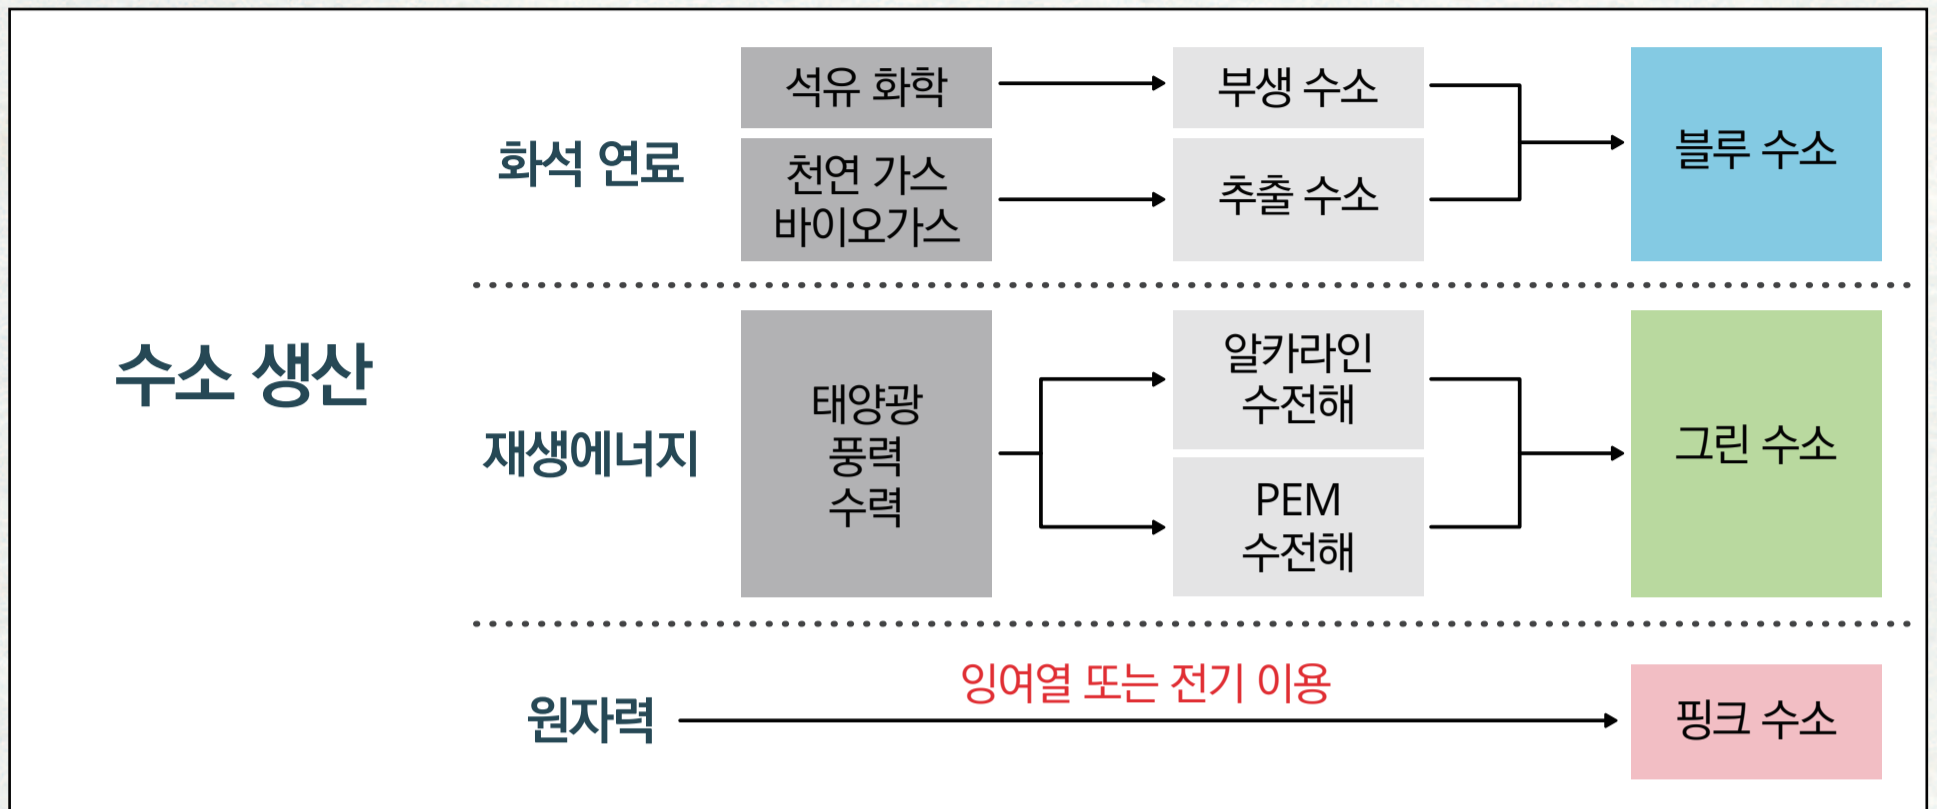 수소 생산
화석 연료
석유 화학
부생 수소
천연 가스
바이오가스
추출 수소
블루 수소
재생에너지
태양광
풍력
수력
알카라인
수전해
PEM
수전해
그린 수소
원자력
잉여열 또는 전기 이용
핑크 수소